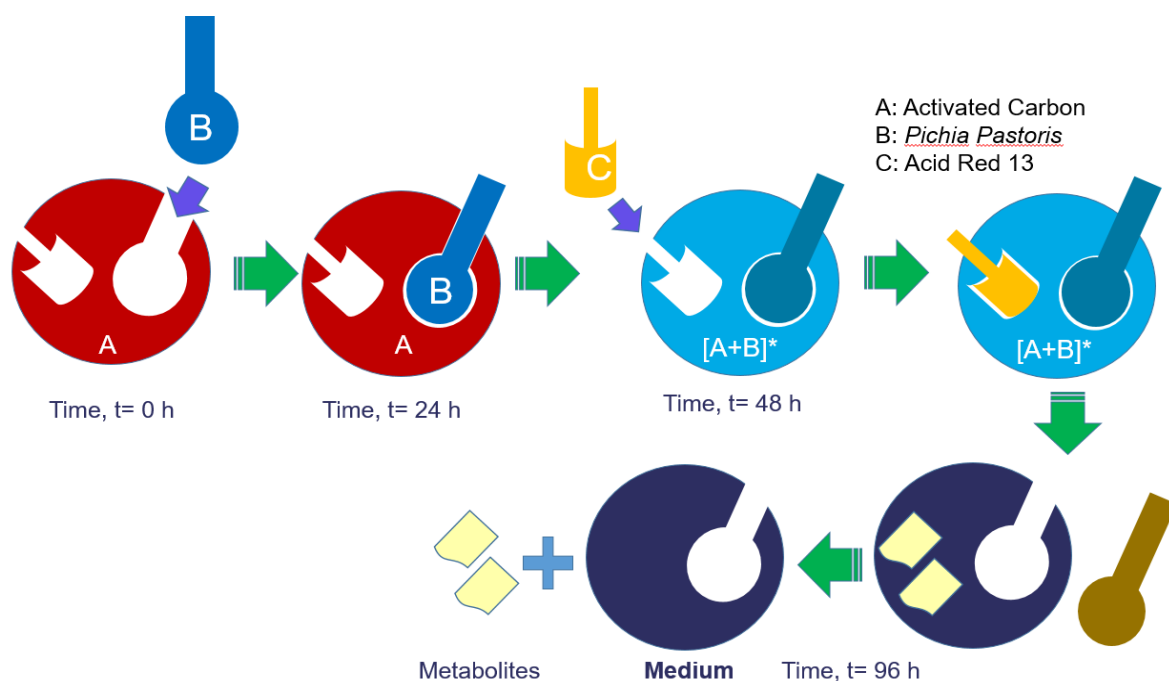 B
C
A: Activated Carbon
B: Pichia Pastoris
C: Acid Red 13
A
B
A
[A+B]*
[A+B]*
Time, t= 0 h
Time, t= 24 h
Time, t= 48 h
Metabolites
Medium
Time, t= 96 h